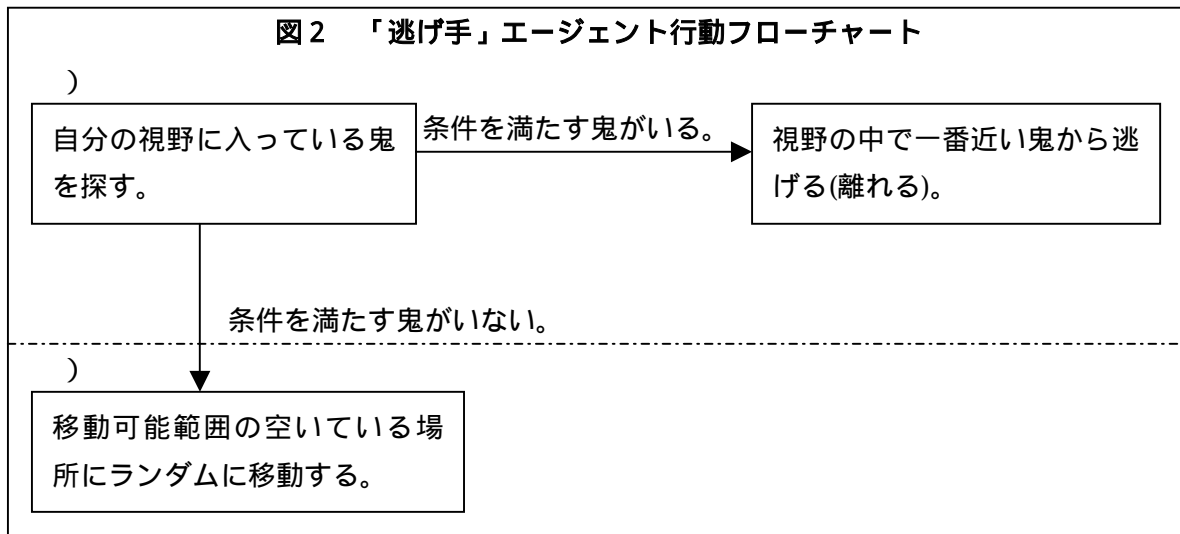 図2 「逃げ手」エージェント行動フローチャート
)
自分の視野に入っている鬼
を探す。
条件を満たす鬼がいる。
視野の中で一番近い鬼から逃
げる(離れる)。
条件を満たす鬼がいない。
)
移動可能範囲の空いている場
所にランダムに移動する。